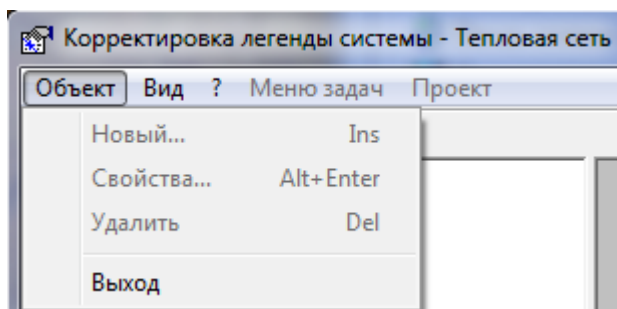 Корректировка легенды системы - Тепловая сеть
Объект Вид ? Меню задач Проект
Новый... Ins
Свойства... Alt+Enter
Удалить Del
Выход